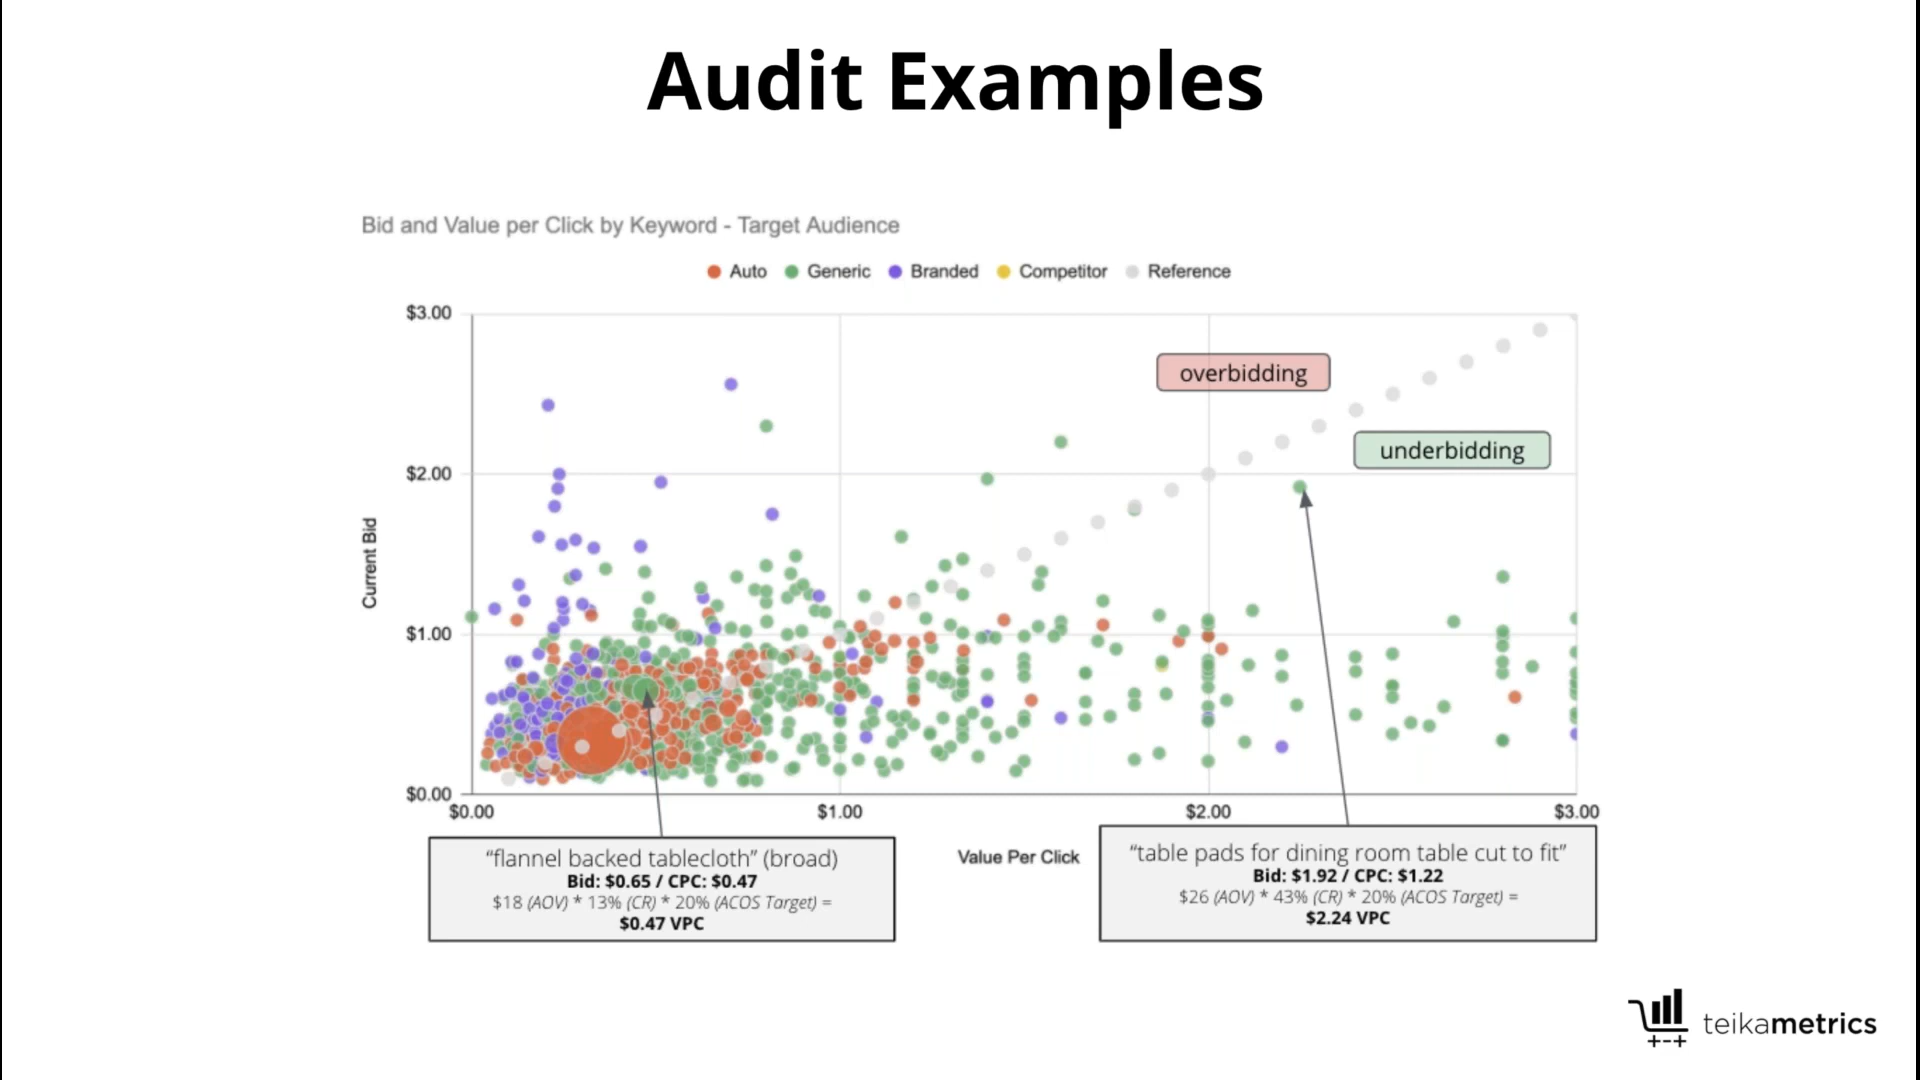 Audit Examples
Bid and Value per Click by Keyword - Target Audience
Auto Generic Branded Competitor Reference
$3.00
overbidding
underbidding
$2.00
Current Bid
$1.00
$0.00
$0.00 $1.00 $2.00 $3.00
Value Per Click
“flannel backed tablecloth” (broad)
Bid: $0.65 / CPC: $0.47
$18 (AOV) * 13% (CR) * 20% (ACOS Target) =
$0.47 VPC
“table pads for dining room table cut to fit”
Bid: $1.92 / CPC: $1.22
$26 (AOV) * 43% (CR) * 20% (ACOS Target) =
$2.24 VPC
teikametrics